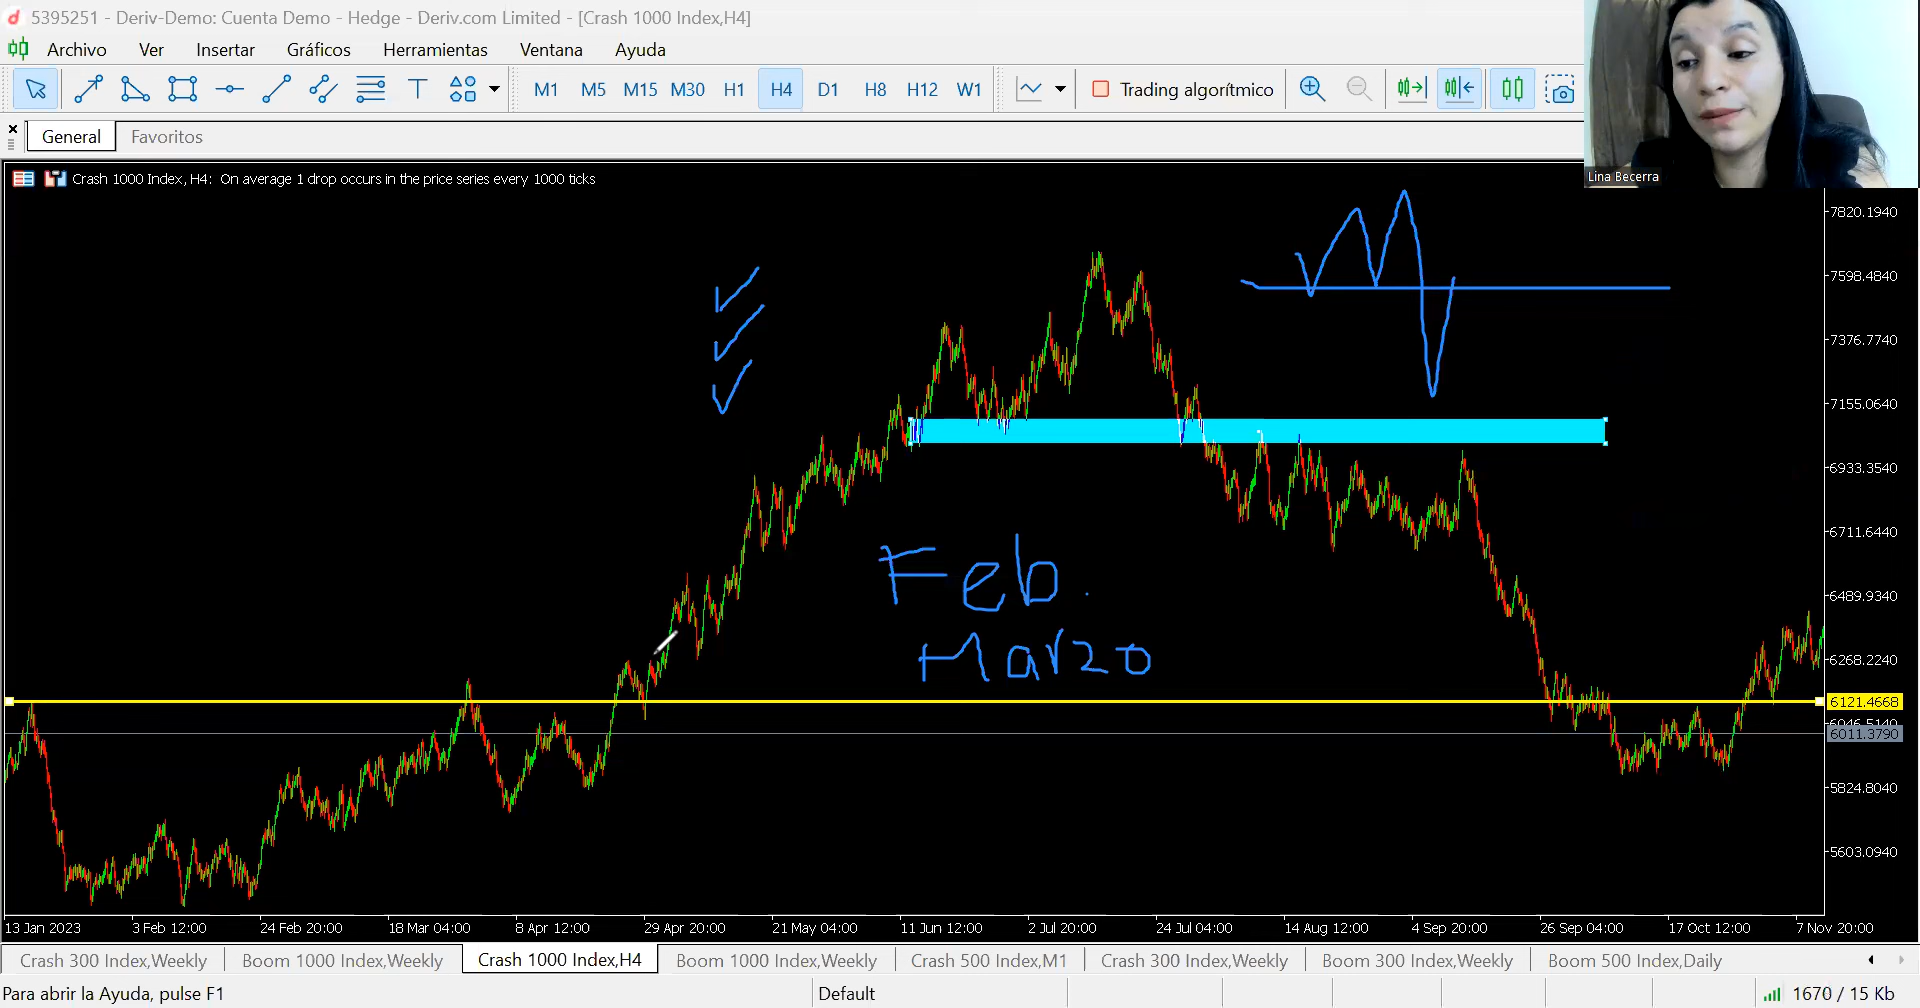 5395251 - Deriv-Demo: Cuenta Demo - Hedge - Deriv.com Limited - [Crash 1000 Index,H4]
Archivo Ver Insertar Gráficos Herramientas Ventana Ayuda
T M1 M5 M15 M30 H1 H4 D1 H8 H12 W1 Trading algorítmico
General Favoritos
Lina Becerra
Crash 1000 Index, H4: On average 1 drop occurs in the price series every 1000 ticks
7820.1940
7598.4840
7376.7740
7155.0640
6933.3540
6711.6440
Feb.
6489.9340
Marzo
6268.2240
6121.4668
6046.5140
6011.3790
5824.8040
5603.0940
13 Jan 2023 3 Feb 12:00 24 Feb 20:00 18 Mar 04:00 8 Apr 12:00 29 Apr 20:00 21 May 04:00 11 Jun 12:00 2 Jul 20:00 24 Jul 04:00 14 Aug 12:00 4 Sep 20:00 26 Sep 04:00 17 Oct 12:00 7 Nov 20:00
Crash 300 Index,Weekly Boom 1000 Index,Weekly Crash 1000 Index,H4 Boom 1000 Index,Weekly Crash 500 Index,M1 Crash 300 Index,Weekly Boom 300 Index,Weekly Boom 500 Index,Daily
Para abrir la Ayuda, pulse F1 Default 1670 / 15 Kb